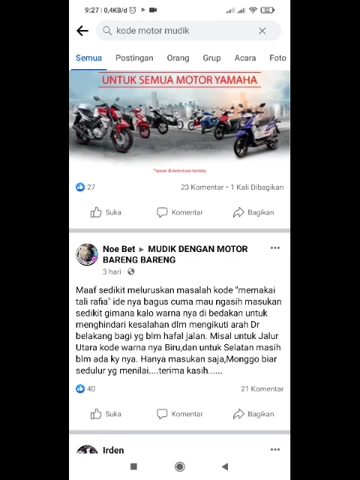 9:27 | 0,4KB/d
kode motor mudik
Semua Postingan Orang Grup Acara Foto
UNTUK SEMUA MOTOR YAMAHA
27 23 Komentar • 1 Kali Dibagikan
Suka Komentar Bagikan
Noe Bet ▸ MUDIK DENGAN MOTOR
BARENG BARENG
3 hari
Maaf sedikit meluruskan masalah kode "memakai
tali rafia" ide nya bagus cuma mau ngasih masukan
sedikit gimana kalo warna nya di bedakan untuk
menghindari kesalahan dlm mengikuti arah Dr
belakang bagi yg blm hafal jalan. Misal untuk Jalur
Utara kode warna nya Biru,dan untuk Selatan masih
blm ada ky nya. Hanya masukan saja,Monggo biar
sedulur yg menilai....terima kasih......
40 21 Komentar
Suka Komentar Bagikan
Irden